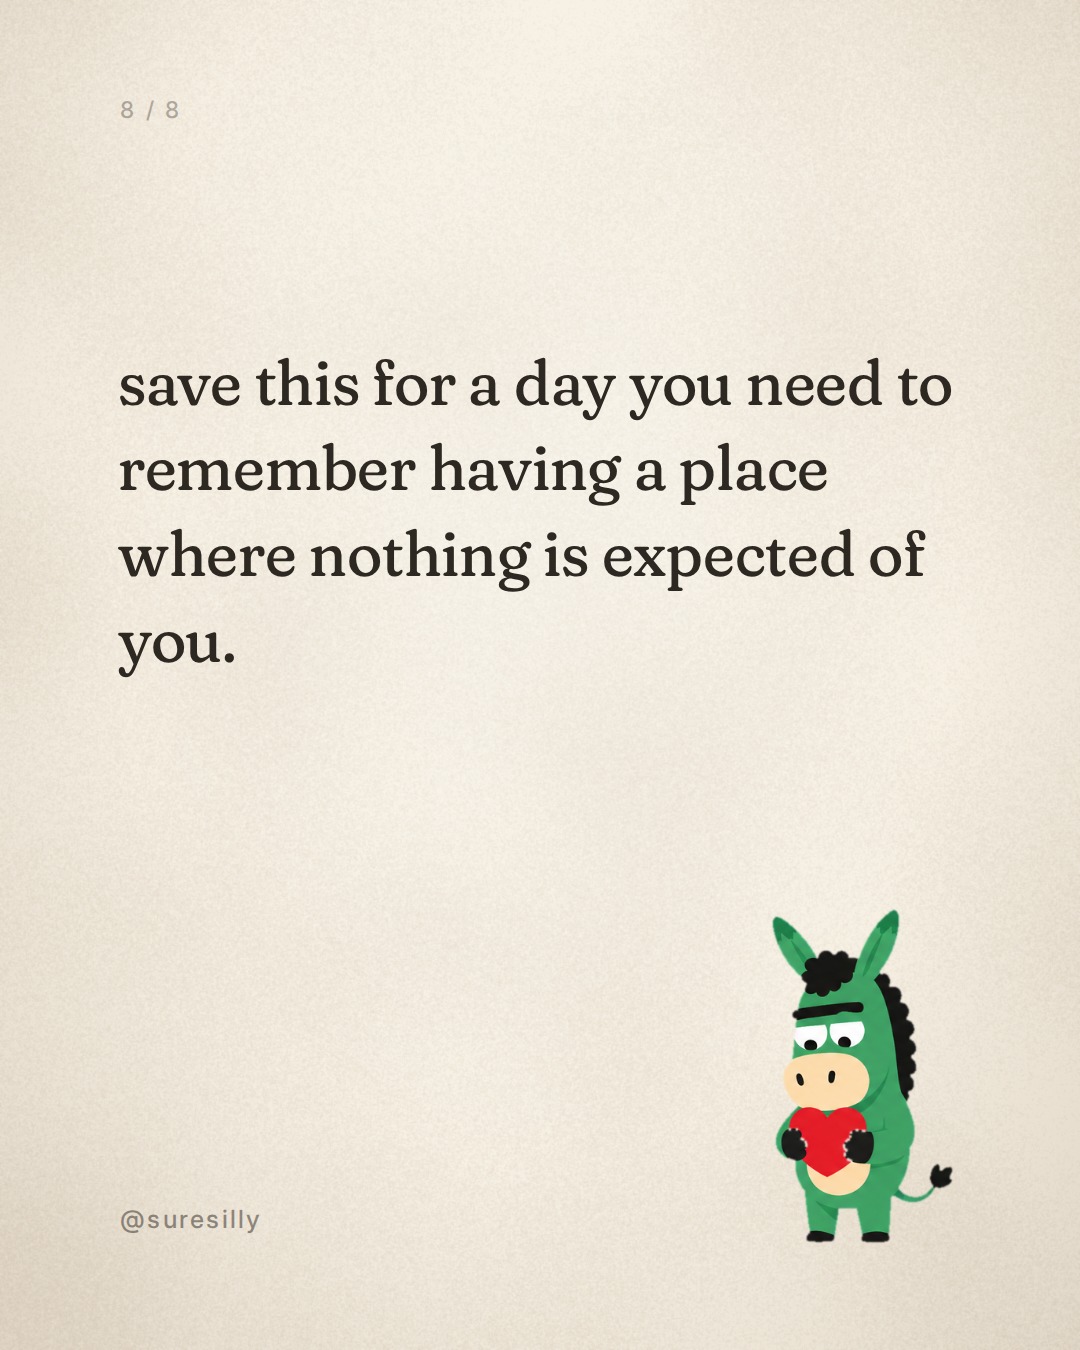 8 / 8
save this for a day you need to
remember having a place
where nothing is expected of
you.
@suresilly